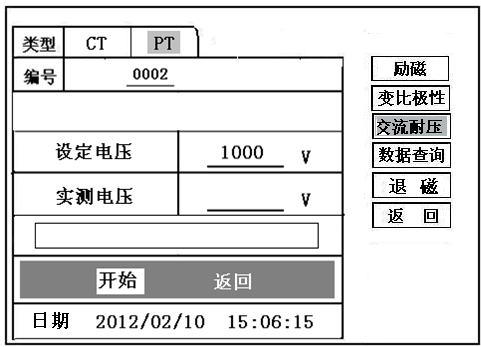 类型 CT PT
编号 0002
设定电压 1000 V
实测电压 V
开始 返回
日期 2012/02/10 15:06:15
励磁
变比极性
交流耐压
数据查询
退 磁
返 回